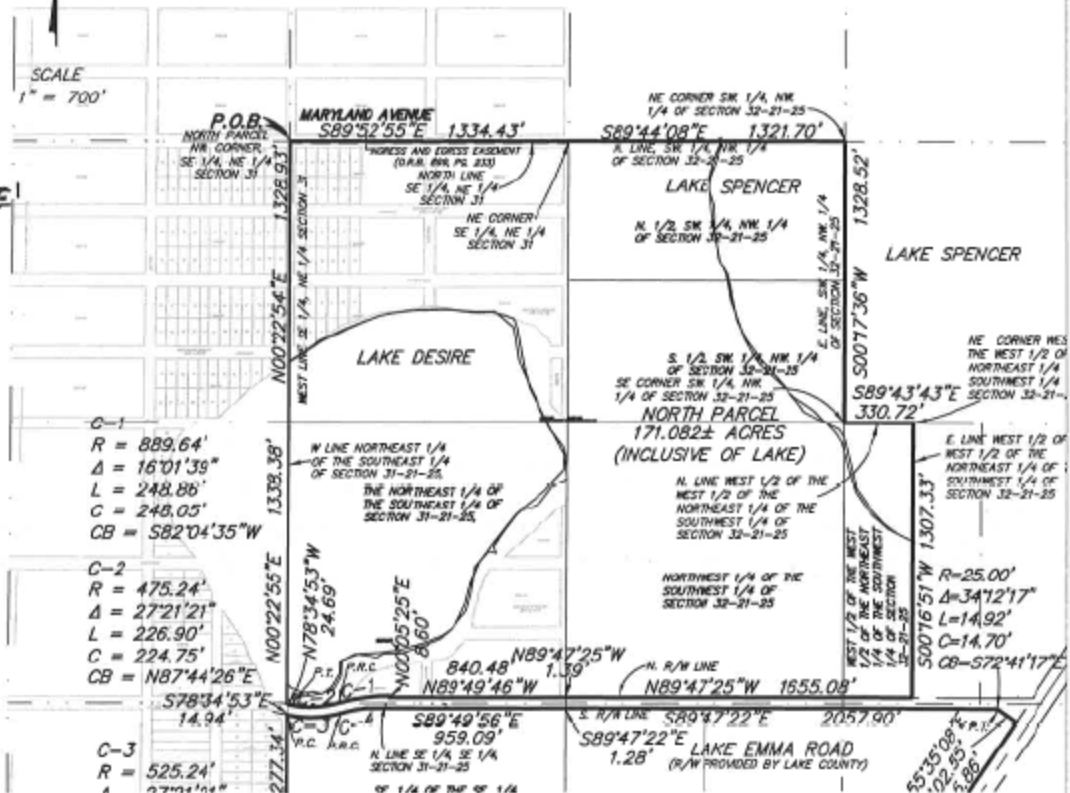 SCALE
1" = 700'
P.O.B.
NORTH PARCEL
NW CORNER,
SE 1/4, NE 1/4
SECTION 31
MARYLAND AVENUE
S89°52'55"E 1334.43'
INGRESS AND EGRESS EASEMENT
(O.R.B. 699, PG. 233)
NORTH LINE
SE 1/4, NE 1/4
SECTION 31
NE CORNER
SE 1/4, NE 1/4
SECTION 31
NE CORNER SW 1/4, NW
1/4 OF SECTION 32-21-25
S89°44'08"E 1321.70'
N. LINE, SW 1/4, NW 1/4
OF SECTION 32-21-25
LAKE SPENCER
N. 1/2, SW 1/4, NW 1/4
OF SECTION 32-21-25
E. LINE, SW 1/4, NW 1/4
OF SECTION 32-21-25
S00°17'36"W 1328.52'
LAKE SPENCER
N00°22'54"E 1328.93'
WEST LINE SE 1/4, NE 1/4 SECTION 31
LAKE DESIRE
S. 1/2, SW 1/4, NW 1/4
OF SECTION 32-21-25
SE CORNER SW 1/4, NW
1/4 OF SECTION 32-21-25
NORTH PARCEL
171.082± ACRES
(INCLUSIVE OF LAKE)
NE CORNER WES
THE WEST 1/2 OF
NORTHEAST 1/4
SOUTHWEST 1/4
SECTION 32-21-
S89°43'43"E
330.72'
E. LINE WEST 1/2 OF
WEST 1/2 OF THE
NORTHEAST 1/4 OF
SOUTHWEST 1/4 OF
SECTION 32-21-25
C-1
R = 889.64'
Δ = 16°01'39"
L = 248.86'
C = 248.05'
CB = S82°04'35"W
W LINE NORTHEAST 1/4
OF THE SOUTHEAST 1/4
OF SECTION 31-21-25,
THE NORTHEAST 1/4 OF
THE SOUTHEAST 1/4 OF
SECTION 31-21-25,
N. LINE WEST 1/2 OF THE
WEST 1/2 OF THE
NORTHEAST 1/4 OF THE
SOUTHWEST 1/4 OF
SECTION 32-21-25
N00°22'55"E 1338.38'
C-2
R = 475.24'
Δ = 27°21'21"
L = 226.90'
C = 224.75'
CB = N87°44'26"E
N78°34'53"W
24.69'
N00°05'25"E
8.60'
NORTHWEST 1/4 OF THE
SOUTHWEST 1/4 OF
SECTION 32-21-25
WEST 1/2 OF THE WEST
1/2 OF THE NORTHEAST
1/4 OF THE SOUTHWEST
1/4 OF SECTION
32-21-25
S00°16'51"W 1307.33'
R=25.00'
Δ=34°12'17"
L=14.92'
C=14.70'
CB=S72°41'17"E
P.T.
P.R.C.
C-1
840.48'
N89°49'46"W
N89°47'25"W
1.39'
N. R/W LINE
N89°47'25"W 1655.08'
S78°34'53"E
14.94'
C-3
C-4
P.C.
P.R.C.
S89°49'56"E
959.09'
S. R/W LINE
S89°47'22"E 2057.90'
S89°47'22"E
1.28'
LAKE EMMA ROAD
(R/W PROVIDED BY LAKE COUNTY)
P.T.
55°35'08"E
102.95'
5.86'
N. LINE SE 1/4, SE 1/4,
SECTION 31-21-25
SE 1/4 OF THE SE 1/4
277.34'
C-3
R = 525.24'